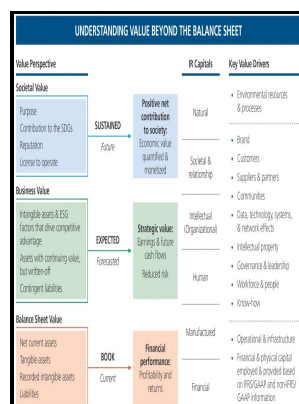 UNDERSTANDING VALUE BEYOND THE BALANCE SHEET
Value Perspective
IR Capitals
Key Value Drivers
Societal Value
Purpose
Contribution to the SDGs
Reputation
License to operate
SUSTAINED
Future
Positive net
contribution
to society:
Economic value
quantified &
monetized
Business Value
Intangible assets & ESG
factors that drive competitive
advantage
Assets with continuing value,
but written-off
Contingent liabilities
EXPECTED
Forecasted
Strategic value:
Earnings & future
cash flows
Reduced risk
Balance Sheet Value
Net current assets
Tangible assets
Recorded intangible assets
Liabilities
BOOK
Current
Financial
performance:
Profitability and
returns
Natural
Societal &
relationship
Intellectual
(Organizational)
Human
Manufactured
Financial
• Environmental resources
& processes
• Brand
• Customers
• Suppliers & partners
• Communities
• Data, technology, systems,
& network effects
• Intellectual property
• Governance & leadership
• Workforce & people
• Know-how
• Operational & infrastructure
• Financial & physical capital
employed & provided based
on IFRS/GAAP and non-IFRS/
GAAP information